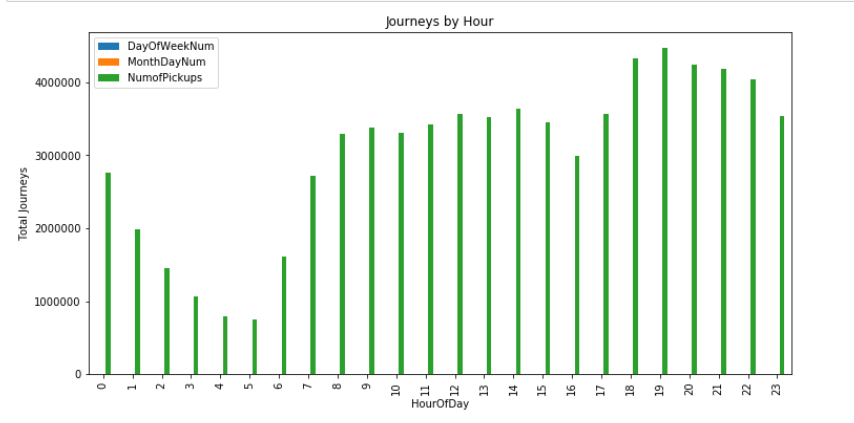 Journeys by Hour
DayOfWeekNum
MonthDayNum
NumofPickups
Total Journeys
4000000
3000000
2000000
1000000
0
0 1 2 3 4 5 6 7 8 9 10 11 12 13 14 15 16 17 18 19 20 21 22 23
HourOfDay